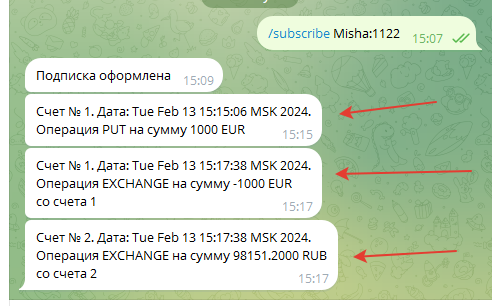 /subscribe Misha:1122 15:07
Подписка оформлена 15:09
Счет № 1. Дата: Tue Feb 13 15:15:06 MSK 2024.
Операция PUT на сумму 1000 EUR 15:15
Счет № 1. Дата: Tue Feb 13 15:17:38 MSK 2024.
Операция EXCHANGE на сумму -1000 EUR
со счета 1 15:17
Счет № 2. Дата: Tue Feb 13 15:17:38 MSK 2024.
Операция EXCHANGE на сумму 98151.2000 RUB
со счета 2 15:17